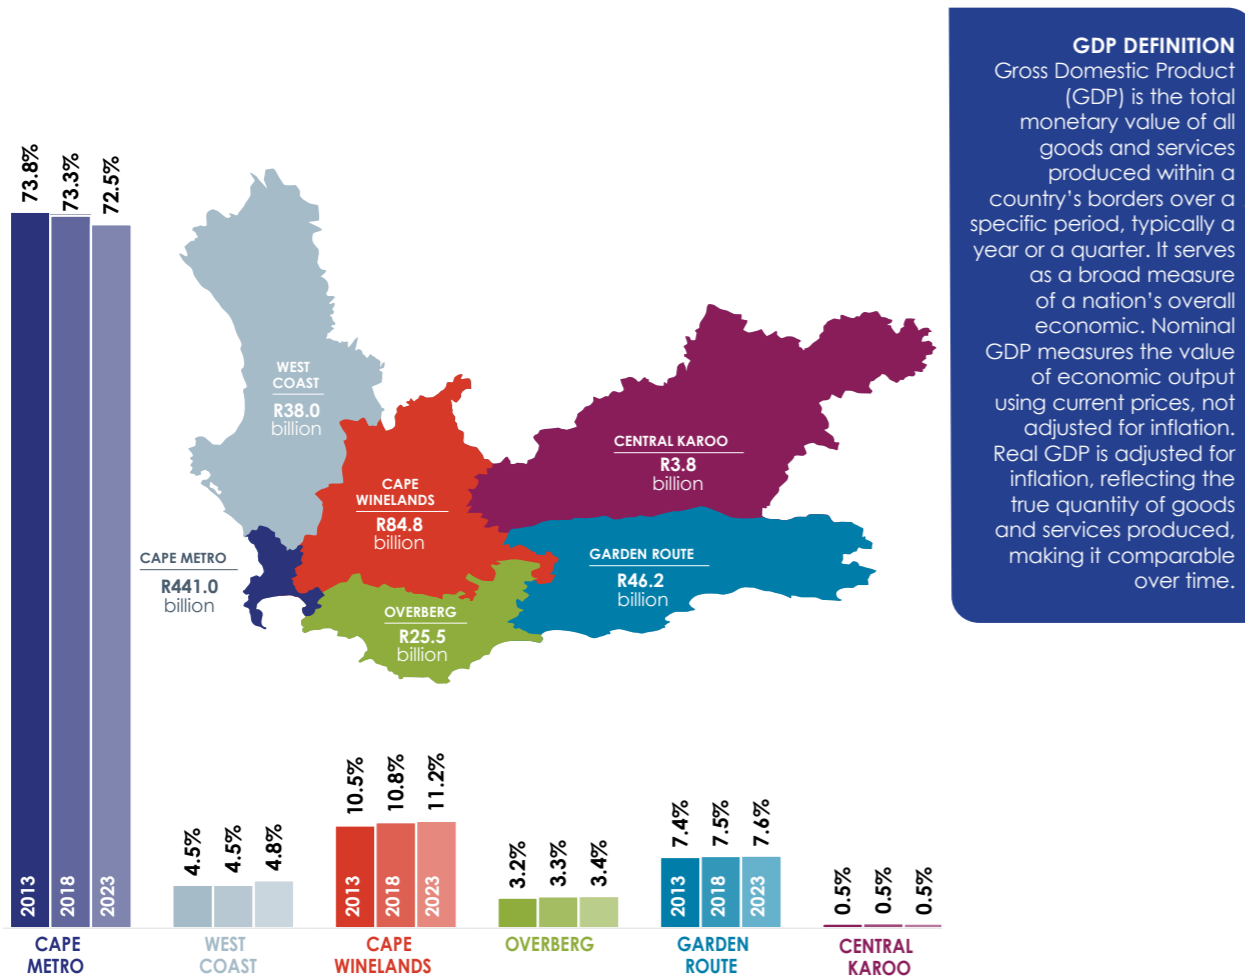 GDP DEFINITION
Gross Domestic Product
(GDP) is the total
monetary value of all
goods and services
produced within a
country's borders over a
specific period, typically a
year or a quarter. It serves
as a broad measure
of a nation's overall
economic. Nominal
GDP measures the value
of economic output
using current prices, not
adjusted for inflation.
Real GDP is adjusted for
inflation, reflecting the
true quantity of goods
and services produced,
making it comparable
over time.
WEST
COAST
R38.0
billion
CENTRAL KAROO
R3.8
billion
CAPE
WINELANDS
R84.8
billion
CAPE METRO
R441.0
billion
GARDEN ROUTE
R46.2
billion
OVERBERG
R25.5
billion
73.8%
73.3%
72.5%
2013
2018
2023
CAPE
METRO
4.5%
4.5%
4.8%
WEST
COAST
10.5%
10.8%
11.2%
2013
2018
2023
CAPE
WINELANDS
3.2%
3.3%
3.4%
OVERBERG
7.4%
7.5%
7.6%
2013
2018
2023
GARDEN
ROUTE
0.5%
0.5%
0.5%
CENTRAL
KAROO